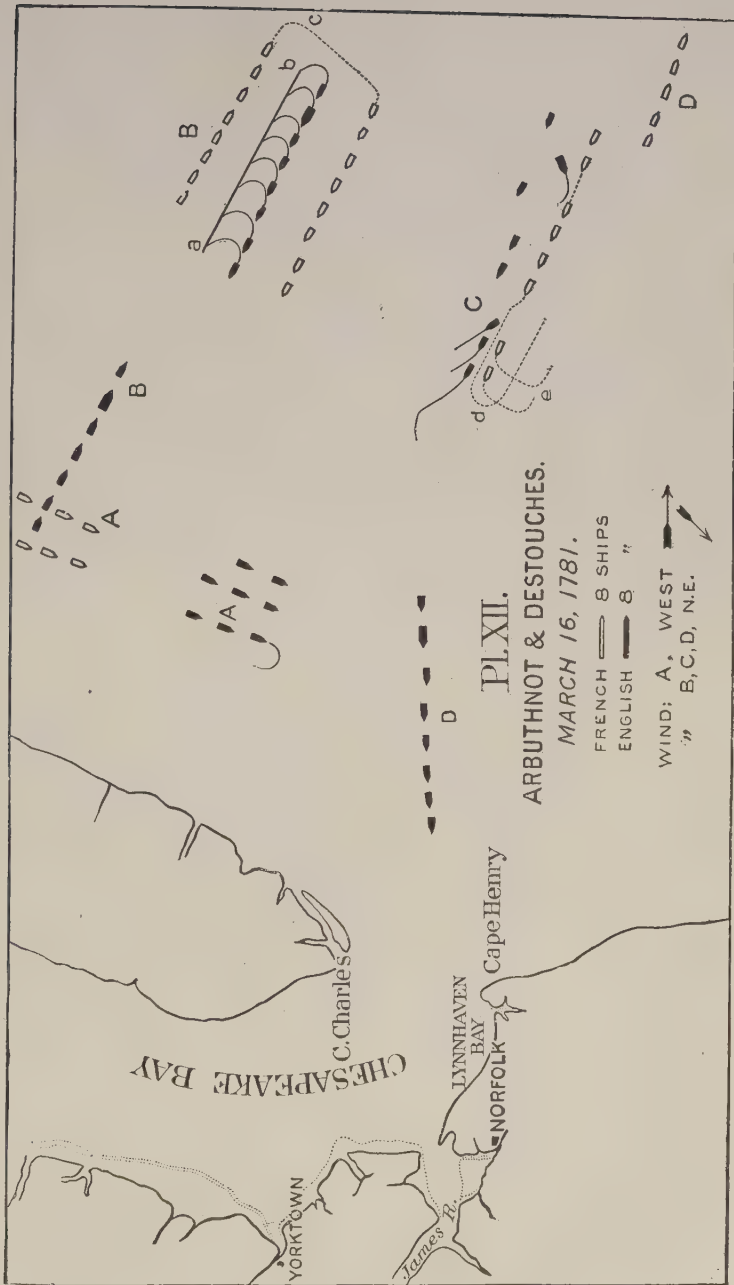 PL.XII.
ARBUTHNOT & DESTOUCHES.
MARCH 16, 1781.
FRENCH 8 SHIPS
ENGLISH 8 "
WIND: A, WEST
" B,C,D, N.E.
CHESAPEAKE BAY
C.Charles
LYNNHAVEN
BAY
Cape Henry
NORFOLK
James R.
YORKTOWN
A
A
B
B
a
b
c
C
d
e
D
D